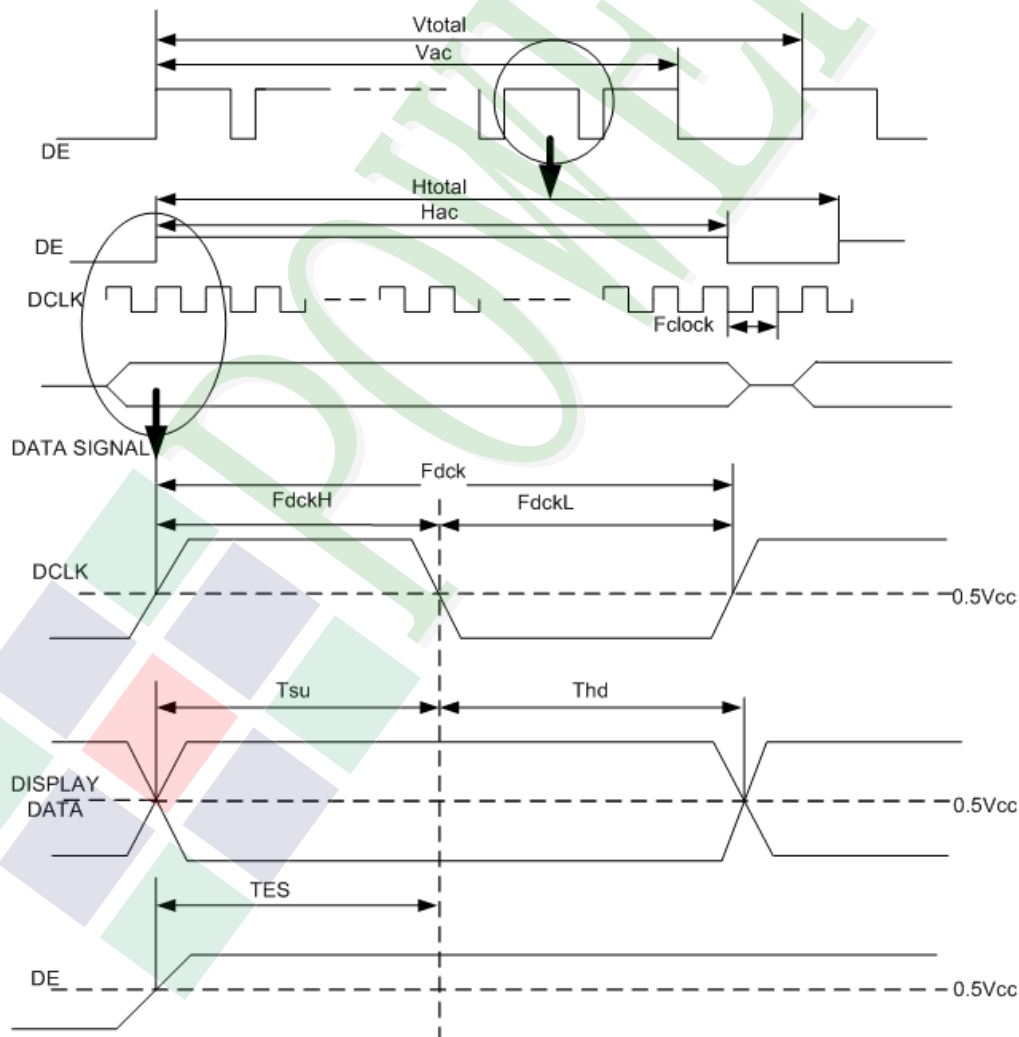 Vtotal
Vac
DE
Htotal
Hac
DE
DCLK
Fclock
DATA SIGNAL
Fdck
FdckH
FdckL
DCLK
0.5Vcc
Tsu
Thd
DISPLAY
DATA
0.5Vcc
TES
DE
0.5Vcc